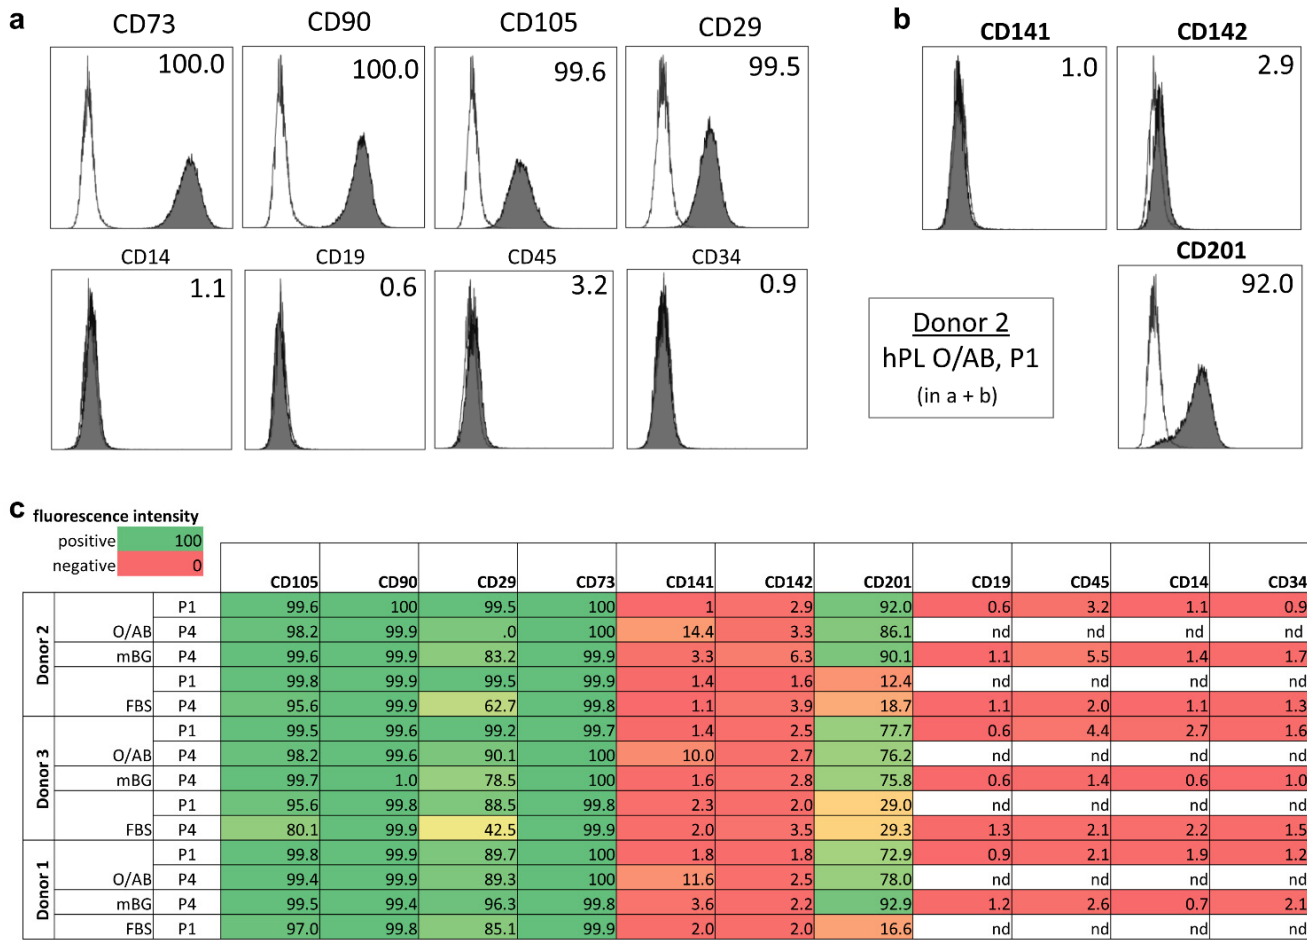 a
CD73 CD90 CD105 CD29
100.0 100.0 99.6 99.5
CD14 CD19 CD45 CD34
1.1 0.6 3.2 0.9
b
CD141 CD142
1.0 2.9
CD201
92.0
Donor 2
hPL O/AB, P1
(in a + b)
c
fluorescence intensity
positive 100
negative 0
CD105 CD90 CD29 CD73 CD141 CD142 CD201 CD19 CD45 CD14 CD34
Donor 2
P1 99.6 100 99.5 100 1 2.9 92.0 0.6 3.2 1.1 0.9
O/AB P4 98.2 99.9 .0 100 14.4 3.3 86.1 nd nd nd nd
mBG P4 99.6 99.9 83.2 99.9 3.3 6.3 90.1 1.1 5.5 1.4 1.7
P1 99.8 99.9 99.5 99.9 1.4 1.6 12.4 nd nd nd nd
FBS P4 95.6 99.9 62.7 99.8 1.1 3.9 18.7 1.1 2.0 1.1 1.3
Donor 3
P1 99.5 99.6 99.2 99.7 1.4 2.5 77.7 0.6 4.4 2.7 1.6
O/AB P4 98.2 99.6 90.1 100 10.0 2.7 76.2 nd nd nd nd
mBG P4 99.7 1.0 78.5 100 1.6 2.8 75.8 0.6 1.4 0.6 1.0
P1 95.6 99.8 88.5 99.8 2.3 2.0 29.0 nd nd nd nd
FBS P4 80.1 99.9 42.5 99.9 2.0 3.5 29.3 1.3 2.1 2.2 1.5
Donor 1
P1 99.8 99.9 89.7 100 1.8 1.8 72.9 0.9 2.1 1.9 1.2
O/AB P4 99.4 99.9 89.3 100 11.6 2.5 78.0 nd nd nd nd
mBG P4 99.5 99.4 96.3 99.8 3.6 2.2 92.9 1.2 2.6 0.7 2.1
FBS P1 97.0 99.8 85.1 99.9 2.0 2.0 16.6 nd nd nd nd